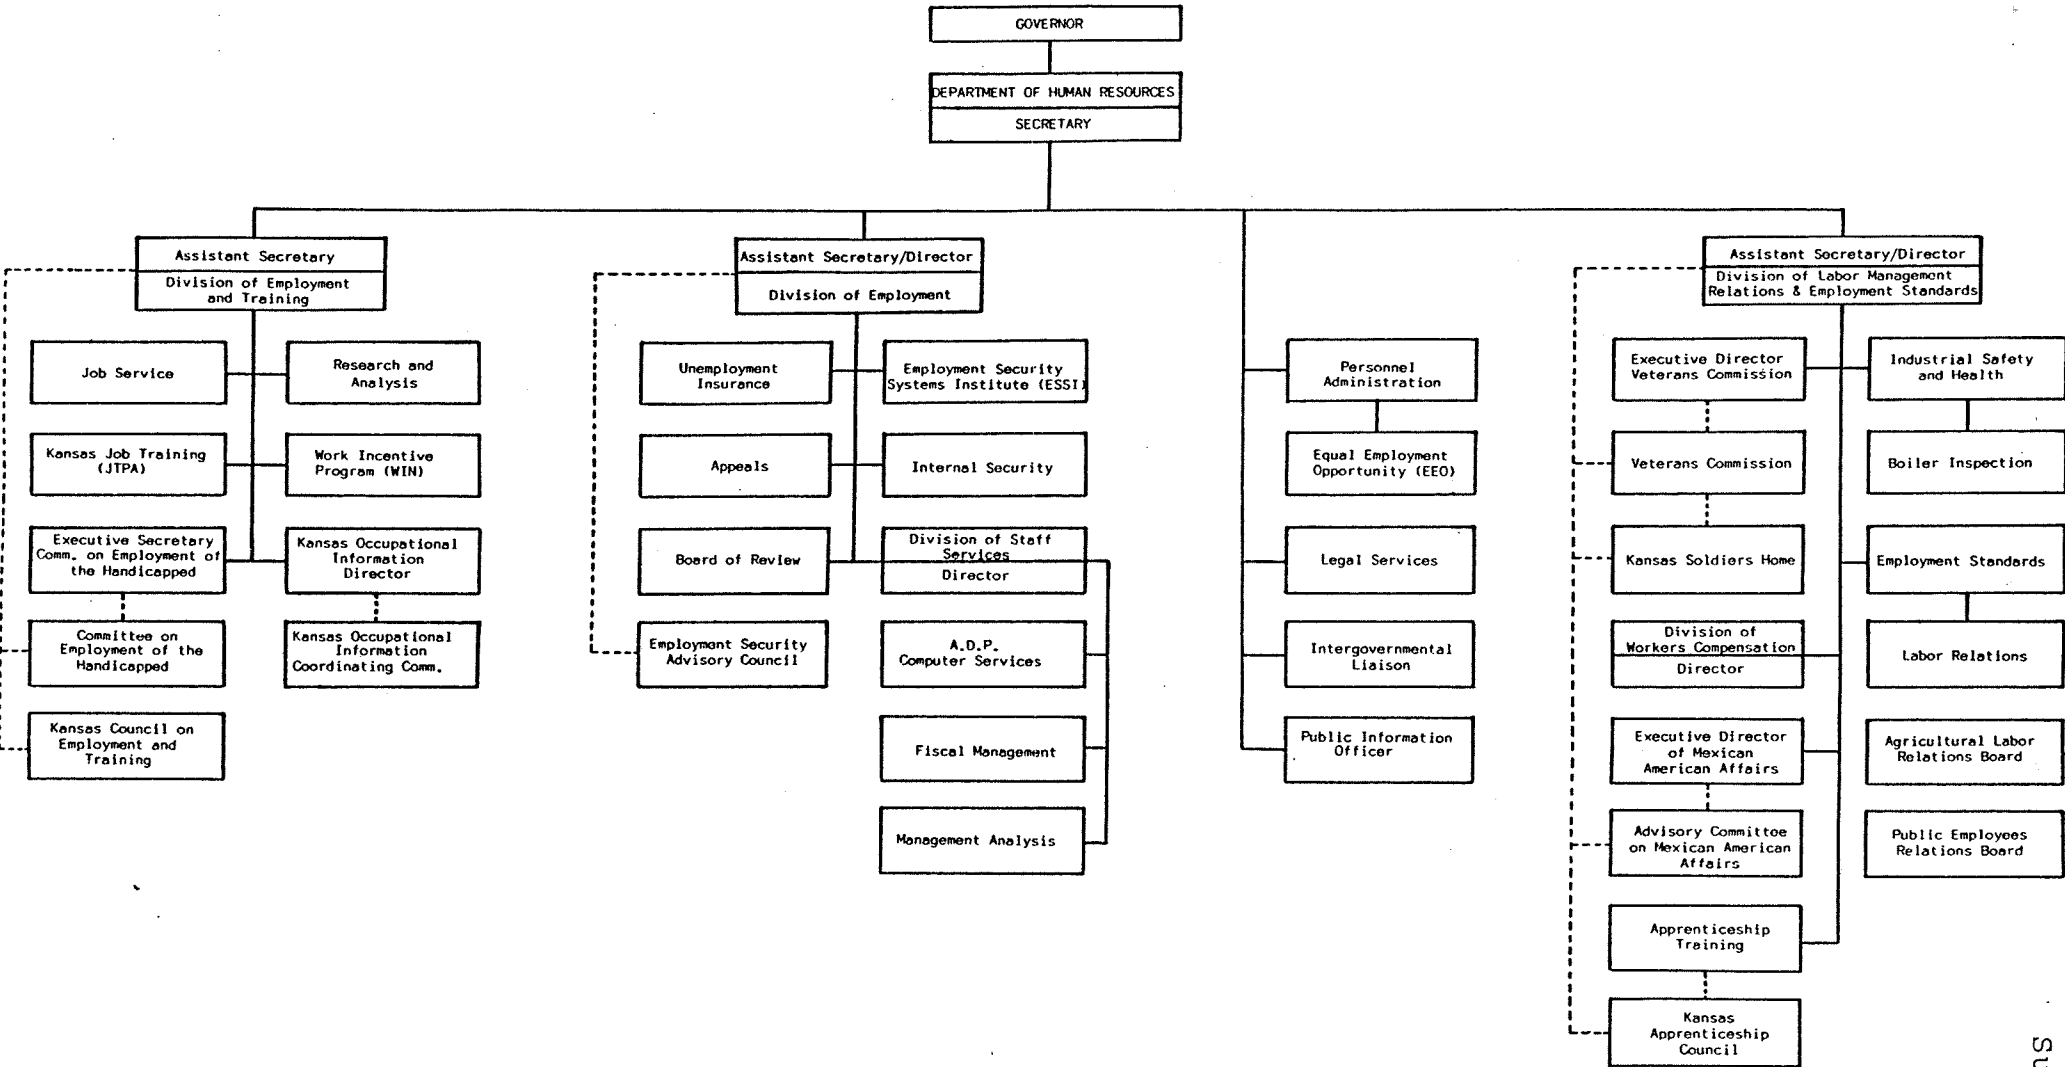 GOVERNOR
DEPARTMENT OF HUMAN RESOURCES
SECRETARY
Assistant Secretary
Division of Employment
and Training
Job Service
Research and
Analysis
Kansas Job Training
(JTPA)
Work Incentive
Program (WIN)
Executive Secretary
Comm. on Employment of
the Handicapped
Kansas Occupational
Information
Director
Committee on
Employment of the
Handicapped
Kansas Occupational
Information
Coordinating Comm.
Kansas Council on
Employment and
Training
Assistant Secretary/Director
Division of Employment
Unemployment
Insurance
Employment Security
Systems Institute (ESSI)
Appeals
Internal Security
Board of Review
Division of Staff
Services
Director
Employment Security
Advisory Council
A.D.P.
Computer Services
Fiscal Management
Management Analysis
Personnel
Administration
Equal Employment
Opportunity (EEO)
Legal Services
Intergovernmental
Liaison
Public Information
Officer
Assistant Secretary/Director
Division of Labor Management
Relations & Employment Standards
Executive Director
Veterans Commission
Industrial Safety
and Health
Veterans Commission
Boiler Inspection
Kansas Soldiers Home
Employment Standards
Division of
Workers Compensation
Director
Labor Relations
Executive Director
of Mexican
American Affairs
Agricultural Labor
Relations Board
Advisory Committee
on Mexican American
Affairs
Public Employees
Relations Board
Apprenticeship
Training
Kansas
Apprenticeship
Council